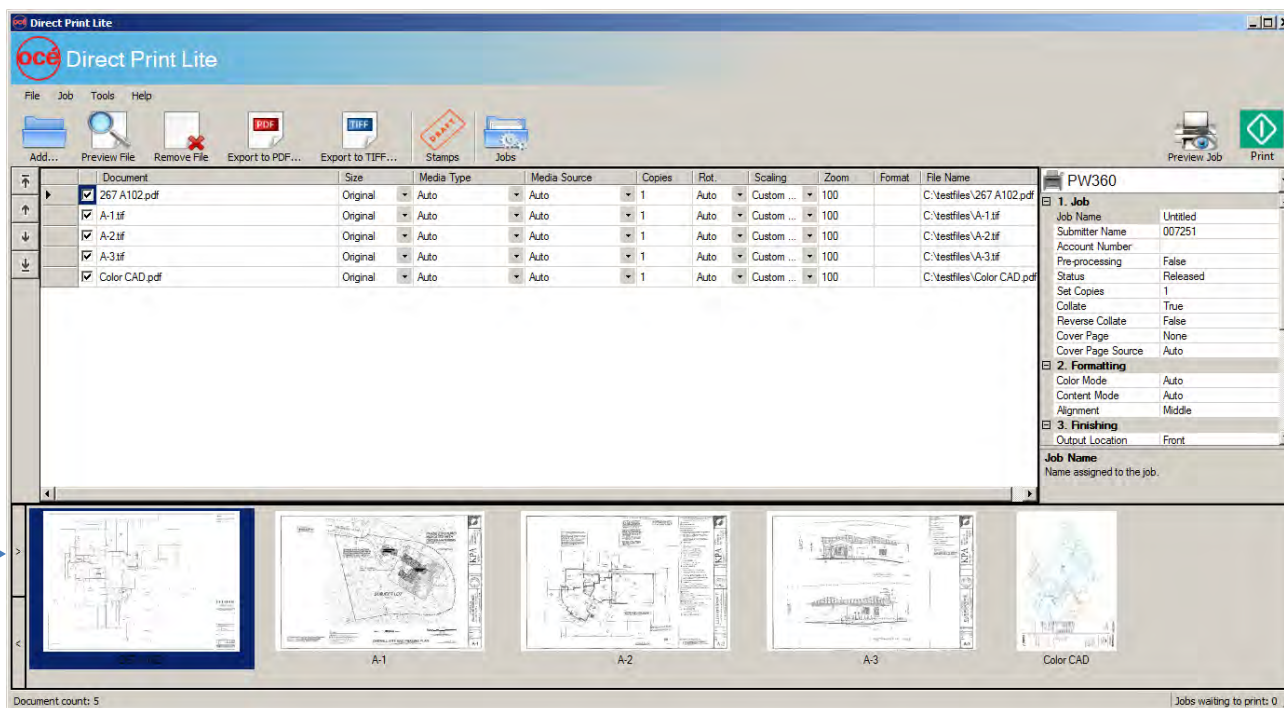 Direct Print Lite
océ Direct Print Lite
File Job Tools Help
Add... Preview File Remove File PDF Export to PDF... TIFF Export to TIFF... DRAFT Stamps Jobs Preview Job Print
Document Size Media Type Media Source Copies Rot. Scaling Zoom Format File Name
267 A102.pdf Original Auto Auto 1 Auto Custom ... 100 C:\testfiles\267 A102.pdf
A-1.tif Original Auto Auto 1 Auto Custom ... 100 C:\testfiles\A-1.tif
A-2.tif Original Auto Auto 1 Auto Custom ... 100 C:\testfiles\A-2.tif
A-3.tif Original Auto Auto 1 Auto Custom ... 100 C:\testfiles\A-3.tif
Color CAD.pdf Original Auto Auto 1 Auto Custom ... 100 C:\testfiles\Color CAD.pdf
PW360
1. Job
Job Name Untitled
Submitter Name 007251
Account Number
Pre-processing False
Status Released
Set Copies 1
Collate True
Reverse Collate False
Cover Page None
Cover Page Source Auto
2. Formatting
Color Mode Auto
Content Mode Auto
Alignment Middle
3. Finishing
Output Location Front
Job Name
Name assigned to the job.
>
<
KPA
KPA
KPA
A-1 A-2 A-3 Color CAD
Document count: 5
Jobs waiting to print: 0